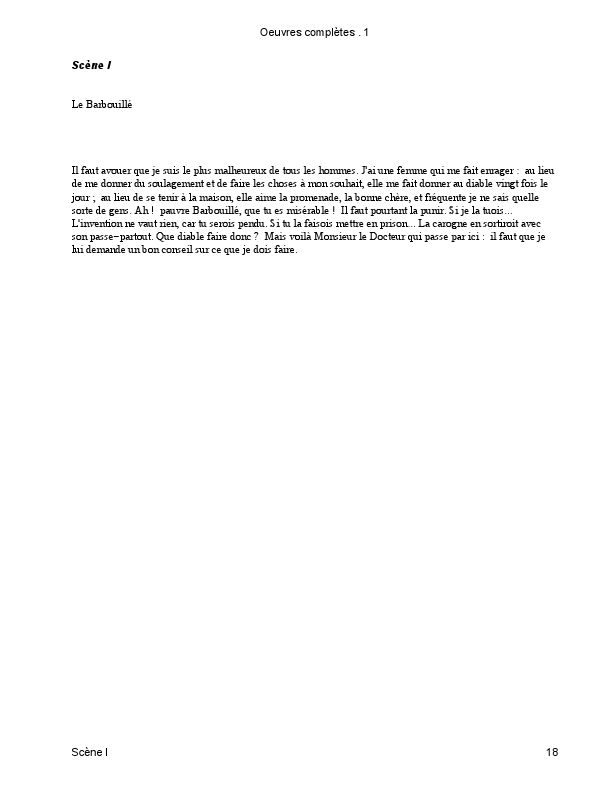 Oeuvres complètes . 1
Scène I
Le Barbouillé
Il faut avouer que je suis le plus malheureux de tous les hommes. J'ai une femme qui me fait enrager :  au lieu
de me donner du soulagement et de faire les choses à mon souhait, elle me fait donner au diable vingt fois le
jour ;  au lieu de se tenir à la maison, elle aime la promenade, la bonne chère, et fréquente je ne sais quelle
sorte de gens. Ah !  pauvre Barbouillé, que tu es misérable !  Il faut pourtant la punir. Si je la tuois...
L'invention ne vaut rien, car tu serois pendu. Si tu la faisois mettre en prison... La carogne en sortiroit avec
son passe−partout. Que diable faire donc ?  Mais voilà Monsieur le Docteur qui passe par ici :  il faut que je
lui demande un bon conseil sur ce que je dois faire.
Scène I
18